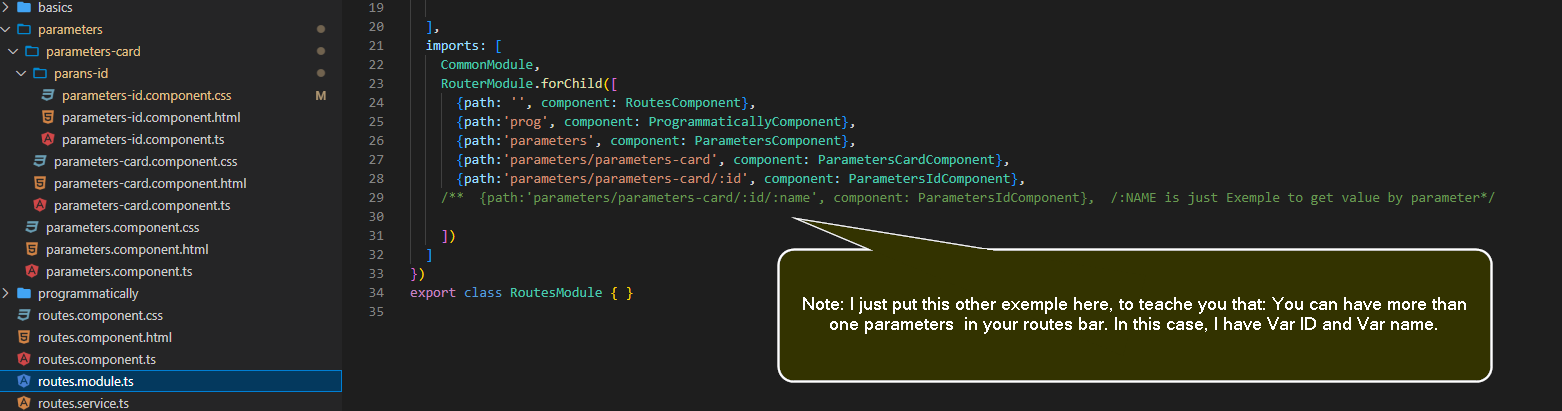 basics
parameters
parameters-card
parans-id
parameters-id.component.css M
parameters-id.component.html
parameters-id.component.ts
parameters-card.component.css
parameters-card.component.html
parameters-card.component.ts
parameters.component.css
parameters.component.html
parameters.component.ts
programmatically
routes.component.css
routes.component.html
routes.component.ts
routes.module.ts
routes.service.ts
19
20 ],
21 imports: [
22 CommonModule,
23 RouterModule.forChild([
24 {path: '', component: RoutesComponent},
25 {path:'prog', component: ProgrammaticallyComponent},
26 {path:'parameters', component: ParametersComponent},
27 {path:'parameters/parameters-card', component: ParametersCardComponent},
28 {path:'parameters/parameters-card/:id', component: ParametersIdComponent},
29 /** {path:'parameters/parameters-card/:id/:name', component: ParametersIdComponent}, /:NAME is just Exemple to get value by parameter*/
30
31 ])
32 ]
33 })
34 export class RoutesModule { }
35
Note: I just put this other exemple here, to teache you that: You can have more than
one parameters in your routes bar. In this case, I have Var ID and Var name.